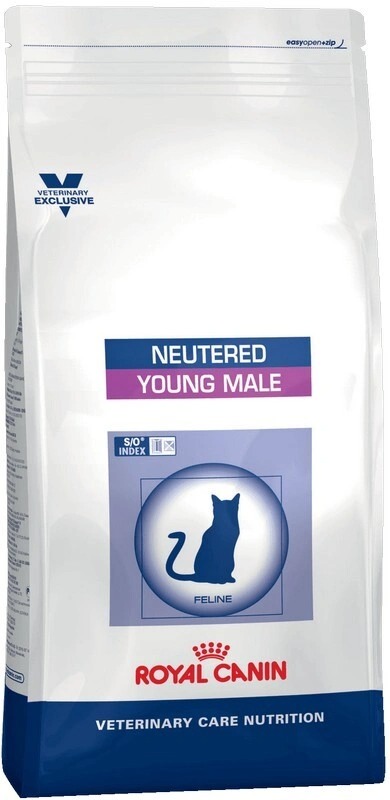 easyopen+zip
VETERINARY
EXCLUSIVE
NEUTERED
YOUNG MALE
S/O®
INDEX
FELINE
ROYAL CANIN
VETERINARY CARE NUTRITION